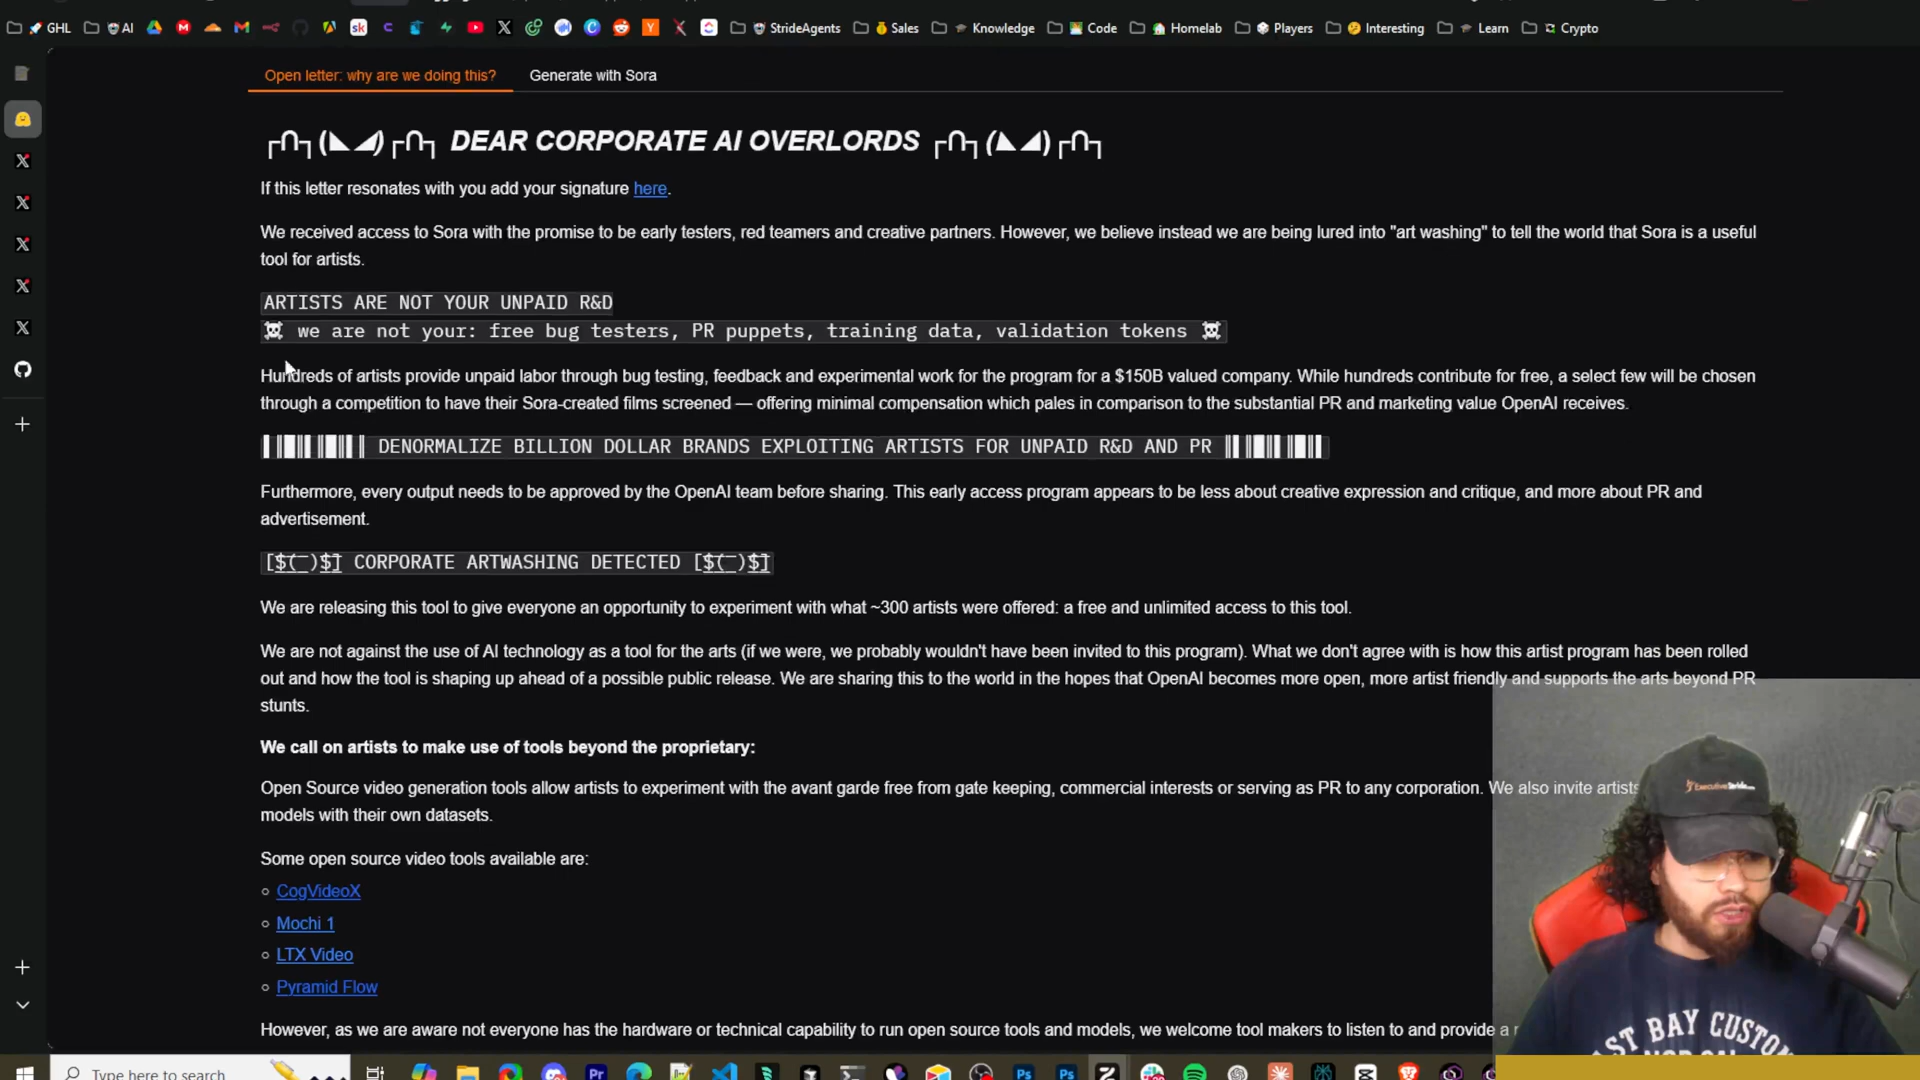 GHL
AI
StrideAgents
Sales
Knowledge
Code
Homelab
Players
Interesting
Learn
Crypto
Open letter: why are we doing this?
Generate with Sora
DEAR CORPORATE AI OVERLORDS
If this letter resonates with you add your signature here.
We received access to Sora with the promise to be early testers, red teamers and creative partners. However, we believe instead we are being lured into "art washing" to tell the world that Sora is a useful
tool for artists.
ARTISTS ARE NOT YOUR UNPAID R&D
☠ we are not your: free bug testers, PR puppets, training data, validation tokens ☠
Hundreds of artists provide unpaid labor through bug testing, feedback and experimental work for the program for a $150B valued company. While hundreds contribute for free, a select few will be chosen
through a competition to have their Sora-created films screened — offering minimal compensation which pales in comparison to the substantial PR and marketing value OpenAI receives.
DENORMALIZE BILLION DOLLAR BRANDS EXPLOITING ARTISTS FOR UNPAID R&D AND PR
Furthermore, every output needs to be approved by the OpenAI team before sharing. This early access program appears to be less about creative expression and critique, and more about PR and
advertisement.
CORPORATE ARTWASHING DETECTED
We are releasing this tool to give everyone an opportunity to experiment with what ~300 artists were offered: a free and unlimited access to this tool.
We are not against the use of AI technology as a tool for the arts (if we were, we probably wouldn't have been invited to this program). What we don't agree with is how this artist program has been rolled
out and how the tool is shaping up ahead of a possible public release. We are sharing this to the world in the hopes that OpenAI becomes more open, more artist friendly and supports the arts beyond PR
stunts.
We call on artists to make use of tools beyond the proprietary:
Open Source video generation tools allow artists to experiment with the avant garde free from gate keeping, commercial interests or serving as PR to any corporation. We also invite artists
models with their own datasets.
Some open source video tools available are:
CogVideoX
Mochi 1
LTX Video
Pyramid Flow
However, as we are aware not everyone has the hardware or technical capability to run open source tools and models, we welcome tool makers to listen to and provide a
Type here to search
BAY CUSTOM